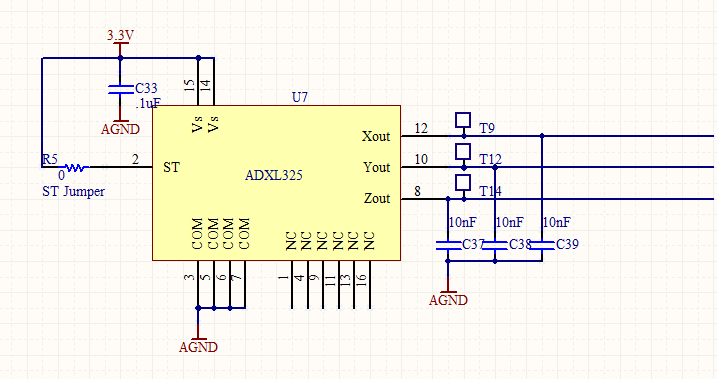 3.3V
C33
.1uF
AGND
15
14
U7
Vs
Vs
12
Xout
T9
R5
0
ST Jumper
2
ST
ADXL325
10
Yout
T12
8
Zout
T14
COM
COM
COM
COM
NC
NC
NC
NC
NC
NC
10nF
10nF
10nF
C37
C38
C39
3
5
6
7
1
4
9
11
13
16
AGND
AGND